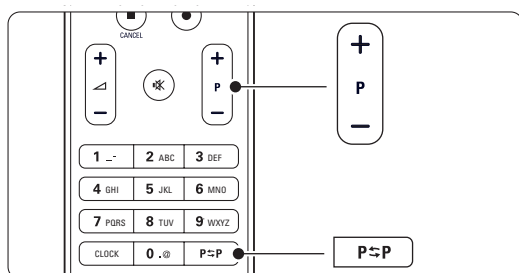 CANCEL
+ +
P
− −
+
P
−
1 _- 2 ABC 3 DEF
4 GHI 5 JKL 6 MNO
7 PQRS 8 TUV 9 WXYZ
CLOCK 0 .@ P⇆P
P⇆P